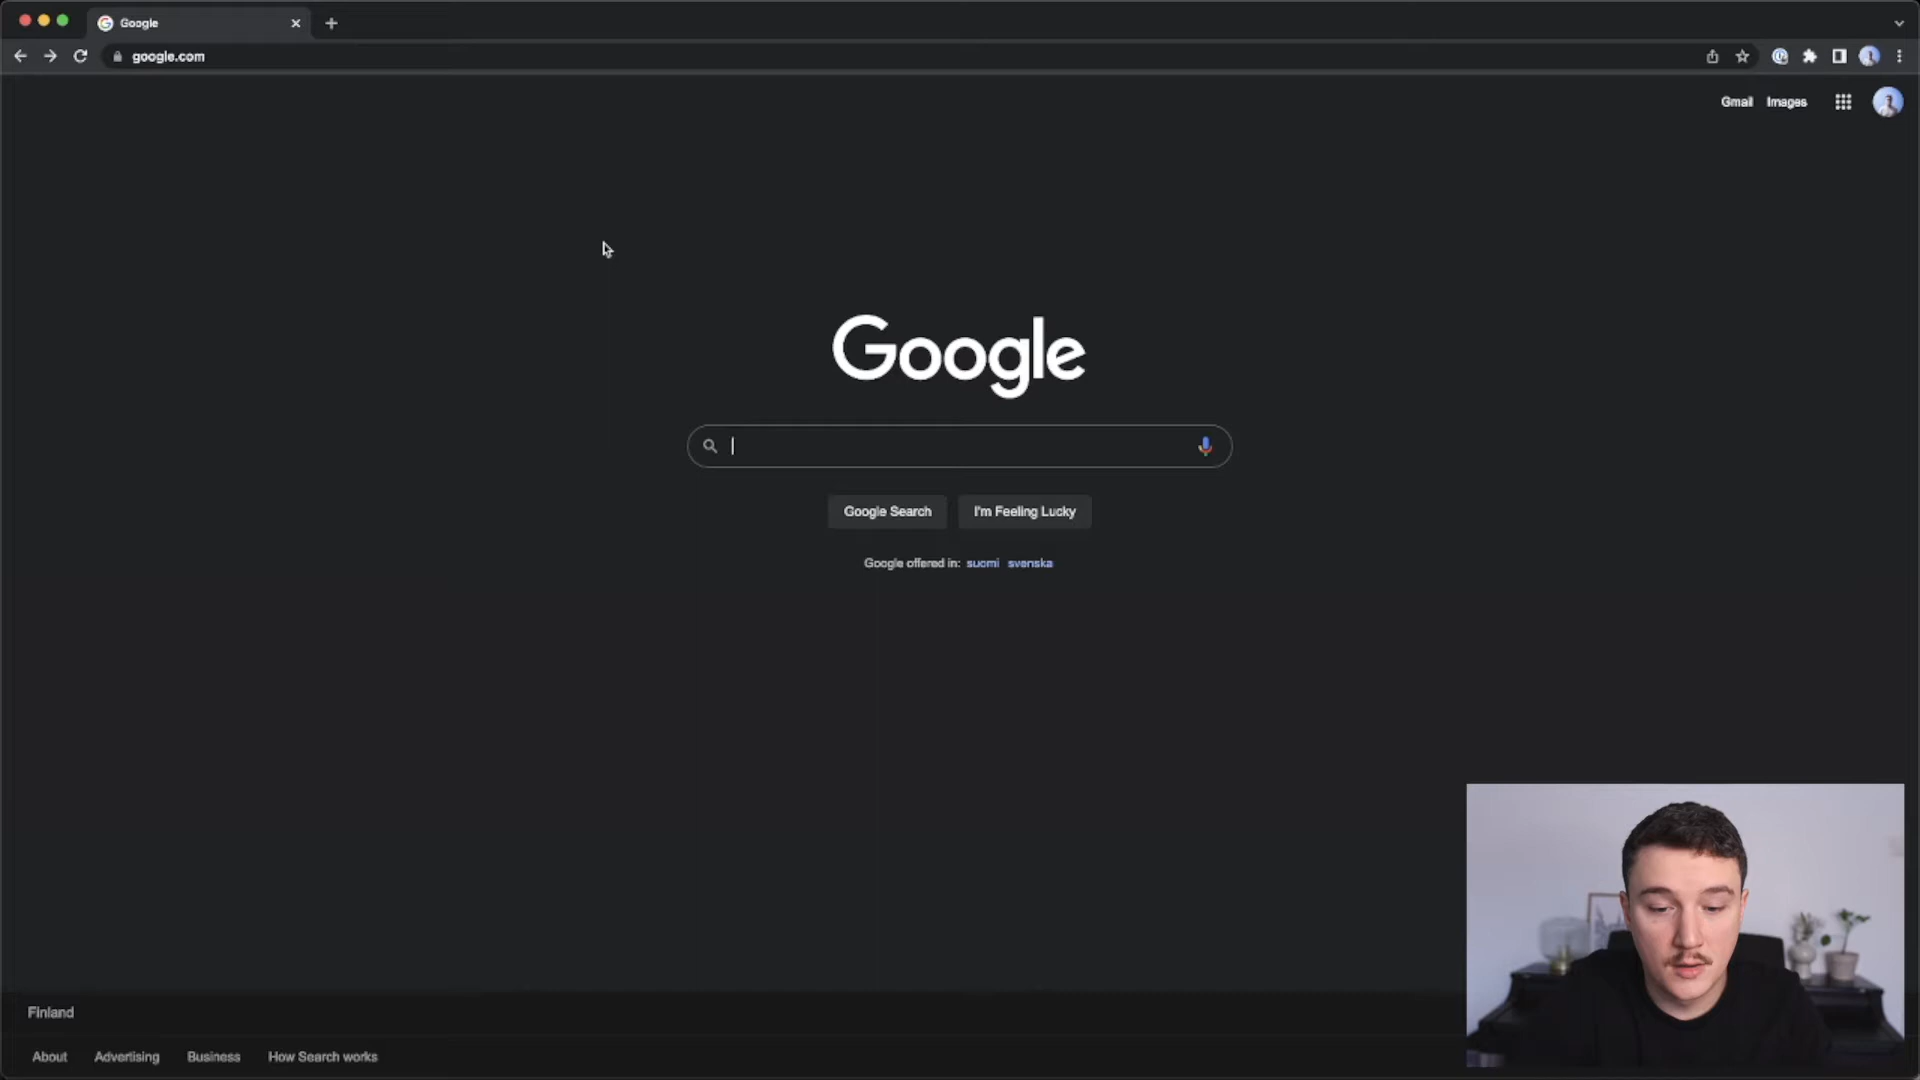 Google
google.com
Gmail Images
Google
Google Search I'm Feeling Lucky
Google offered in: suomi svenska
Finland
About Advertising Business How Search works